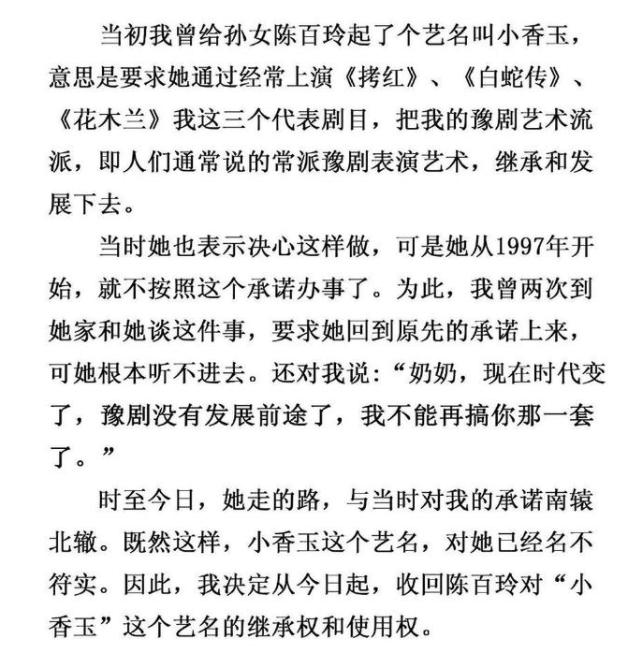 当初我曾给孙女陈百玲起了个艺名叫小香玉，
意思是要求她通过经常上演《拷红》、《白蛇传》、
《花木兰》我这三个代表剧目，把我的豫剧艺术流
派，即人们通常说的常派豫剧表演艺术，继承和发
展下去。
当时她也表示决心这样做，可是她从1997年开
始，就不按照这个承诺办事了。为此，我曾两次到
她家和她谈这件事，要求她回到原先的承诺上来，
可她根本听不进去。还对我说：“奶奶，现在时代变
了，豫剧没有发展前途了，我不能再搞你那一套
了。”
时至今日，她走的路，与当时对我的承诺南辕
北辙。既然这样，小香玉这个艺名，对她已经名不
符实。因此，我决定从今日起，收回陈百玲对“小
香玉”这个艺名的继承权和使用权。